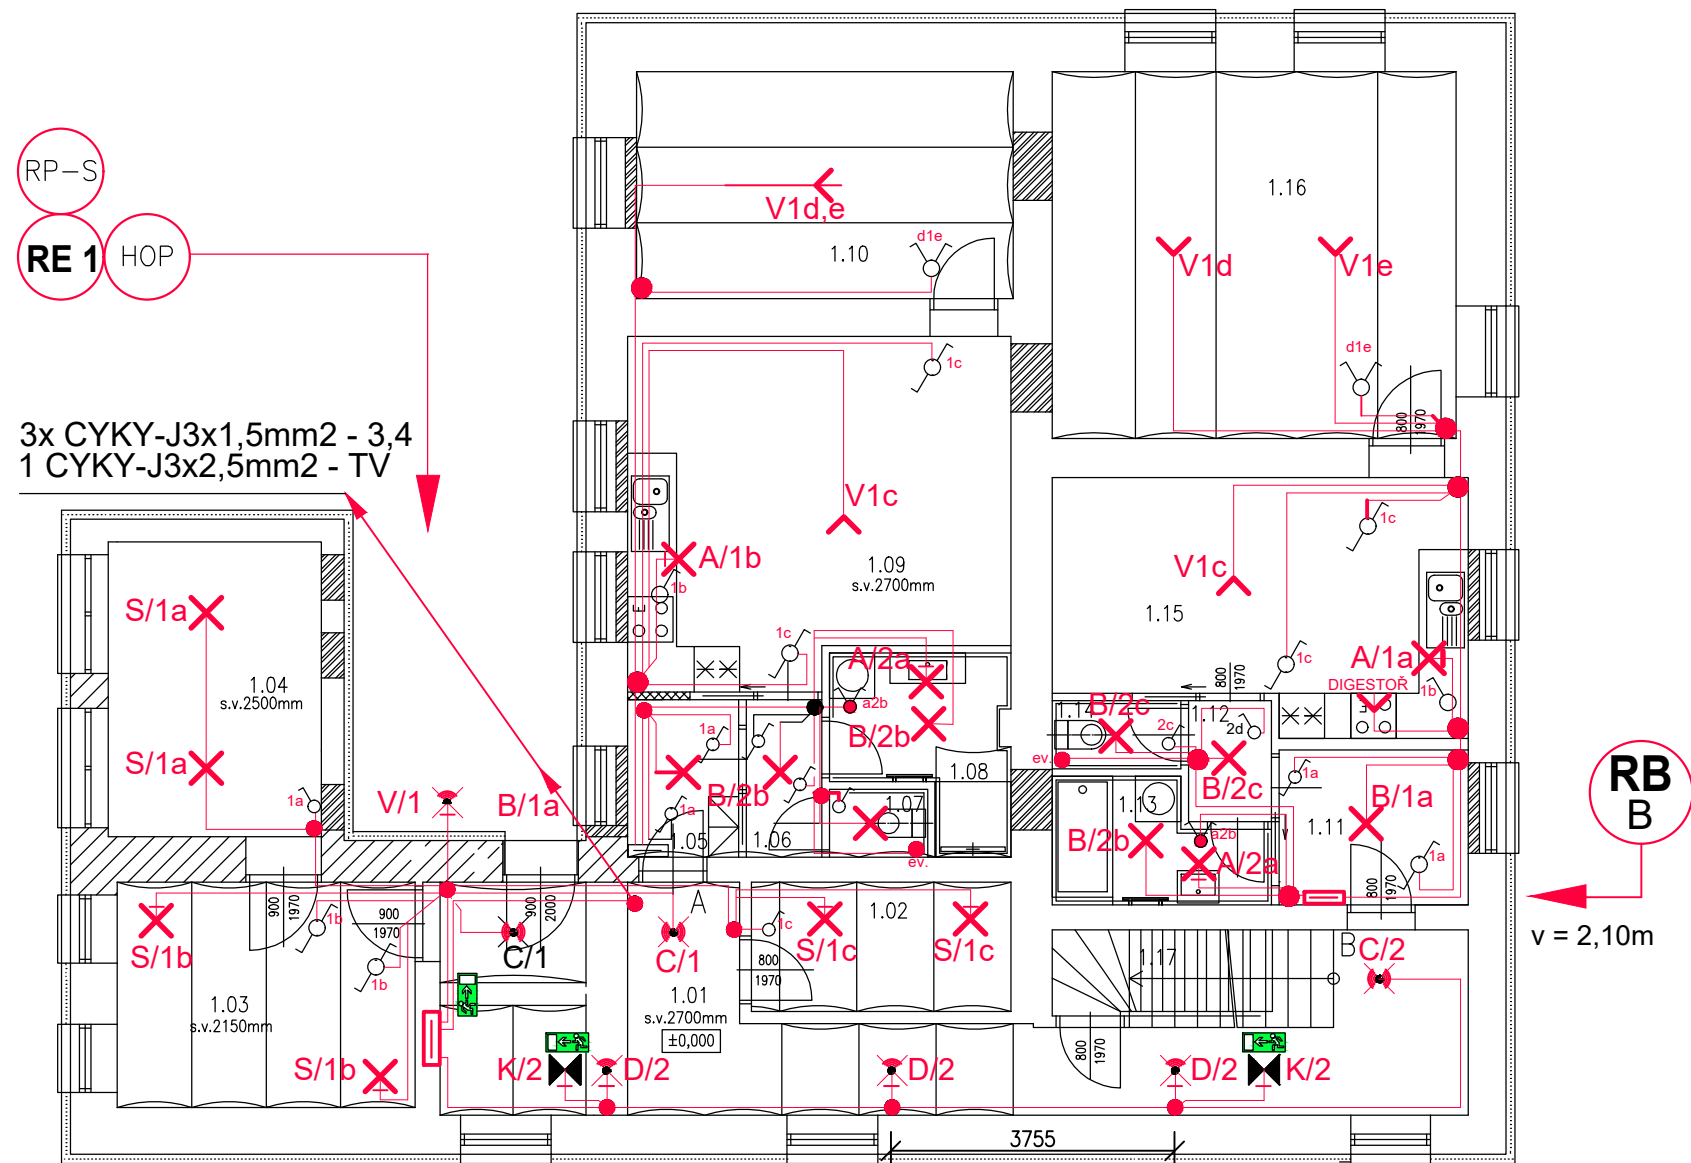 RP-S
RE 1
HOP
3x CYKY-J3x1,5mm2 - 3,4
1 CYKY-J3x2,5mm2 - TV
V1d,e
d1e
1.10
1.16
V1d
V1e
d1e
800
1970
1c
V1c
A/1b
1b
1.09
s.v.2700mm
1c
1c
V1c
1.15
1c
A/1a
DIGESTOŘ
1b
800
1970
S/1a
1.04
s.v.2500mm
S/1a
1a
V/1
B/1a
A/2a
a2b
B/2b
1.08
1a
B/2b
1a
1.05
1.06
1.07
ev.
1.14
B/2c
2c
1.12
2d
ev.
B/2c
1a
1.13
B/2b
a2b
A/2a
B/1a
1.11
1a
800
1970
RB
B
v = 2,10m
900
1970
900
1970
900
2000
S/1b
1b
1b
1.03
s.v.2150mm
S/1b
C/1
A
C/1
1.01
s.v.2700mm
±0,000
1c
800
1970
S/1c
1.02
S/1c
1.17
B
C/2
800
1970
K/2
D/2
D/2
D/2
K/2
3755